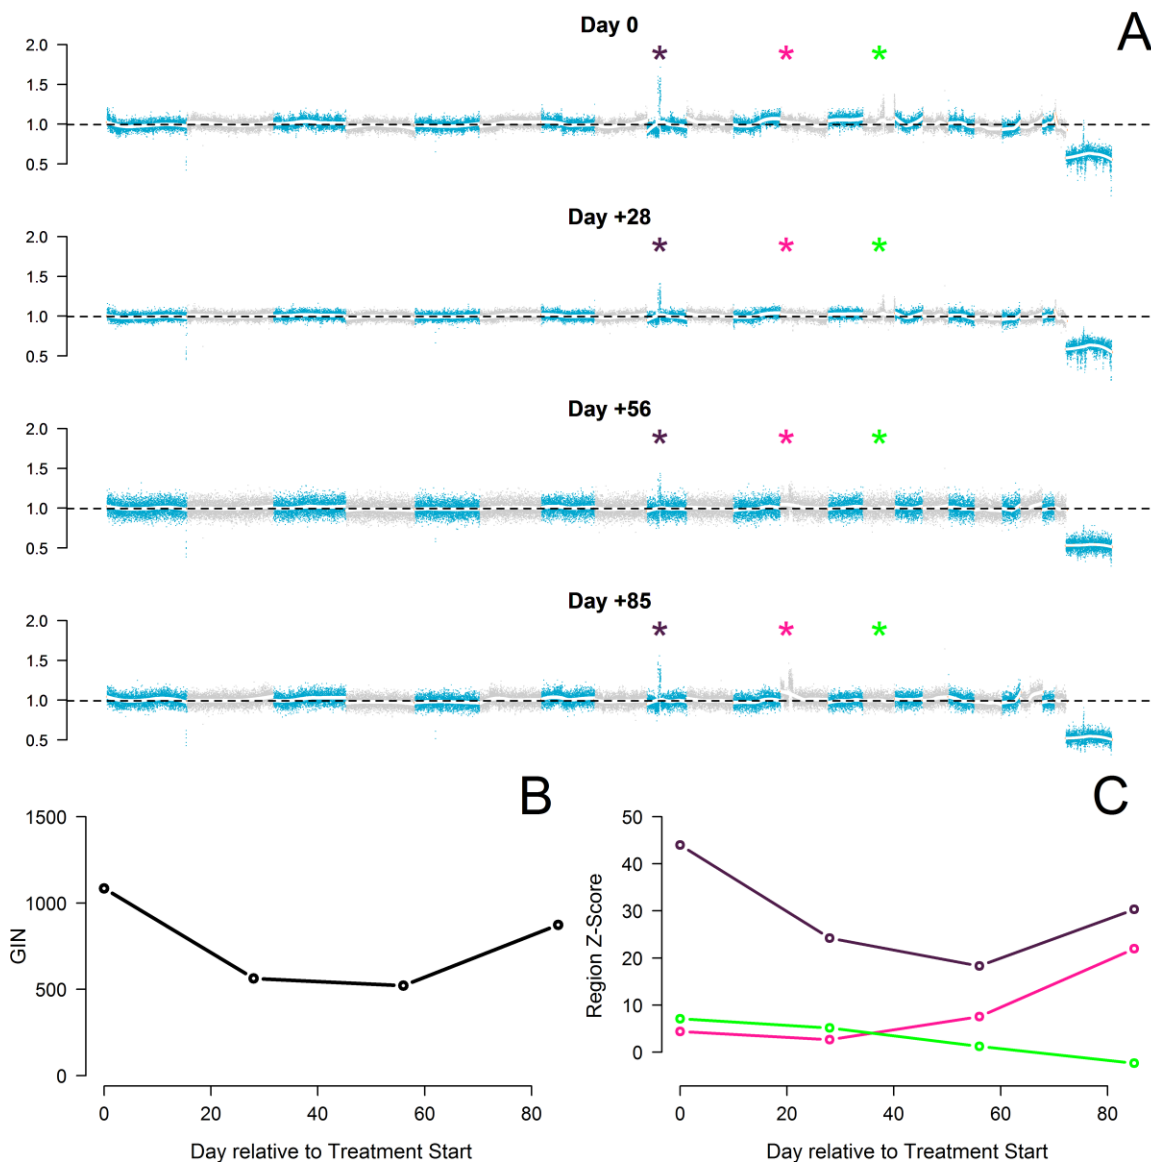 Day 0
A
2.0
1.5
1.0
0.5
* * *
Day +28
2.0
1.5
1.0
0.5
* * *
Day +56
2.0
1.5
1.0
0.5
* * *
Day +85
2.0
1.5
1.0
0.5
* * *
B
1500
1000
500
0
GIN
0 20 40 60 80
Day relative to Treatment Start
C
50
40
30
20
10
0
Region Z-Score
0 20 40 60 80
Day relative to Treatment Start